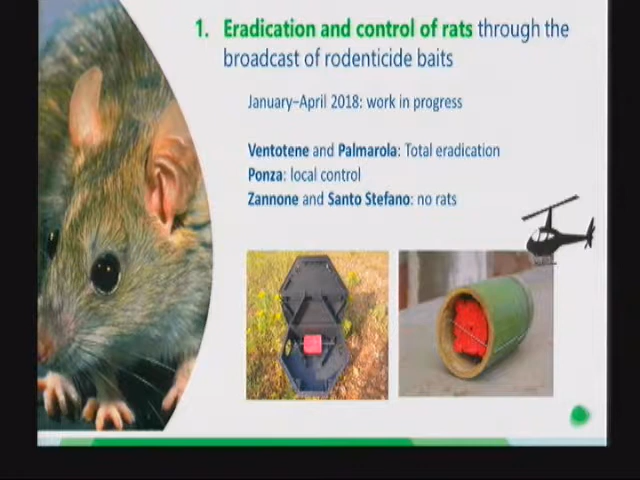 1. Eradication and control of rats through the
broadcast of rodenticide baits
January–April 2018: work in progress
Ventotene and Palmarola: Total eradication
Ponza: local control
Zannone and Santo Stefano: no rats